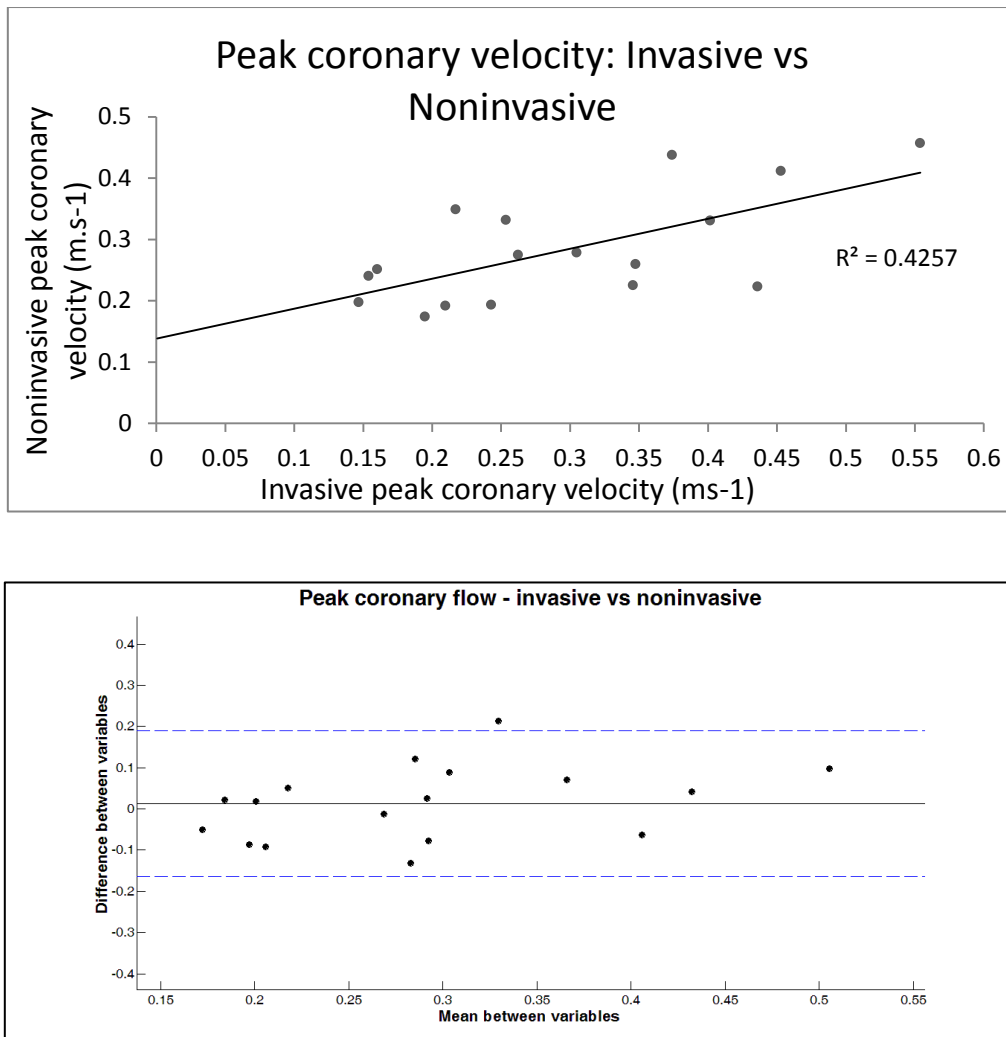 Peak coronary velocity: Invasive vs
Noninvasive
Noninvasive peak coronary
velocity (m.s-1)
0.5
0.4
0.3
0.2
0.1
0
R² = 0.4257
0 0.05 0.1 0.15 0.2 0.25 0.3 0.35 0.4 0.45 0.5 0.55 0.6
Invasive peak coronary velocity (ms-1)
Peak coronary flow - invasive vs noninvasive
Difference between variables
0.4
0.3
0.2
0.1
0
-0.1
-0.2
-0.3
-0.4
0.15 0.2 0.25 0.3 0.35 0.4 0.45 0.5 0.55
Mean between variables